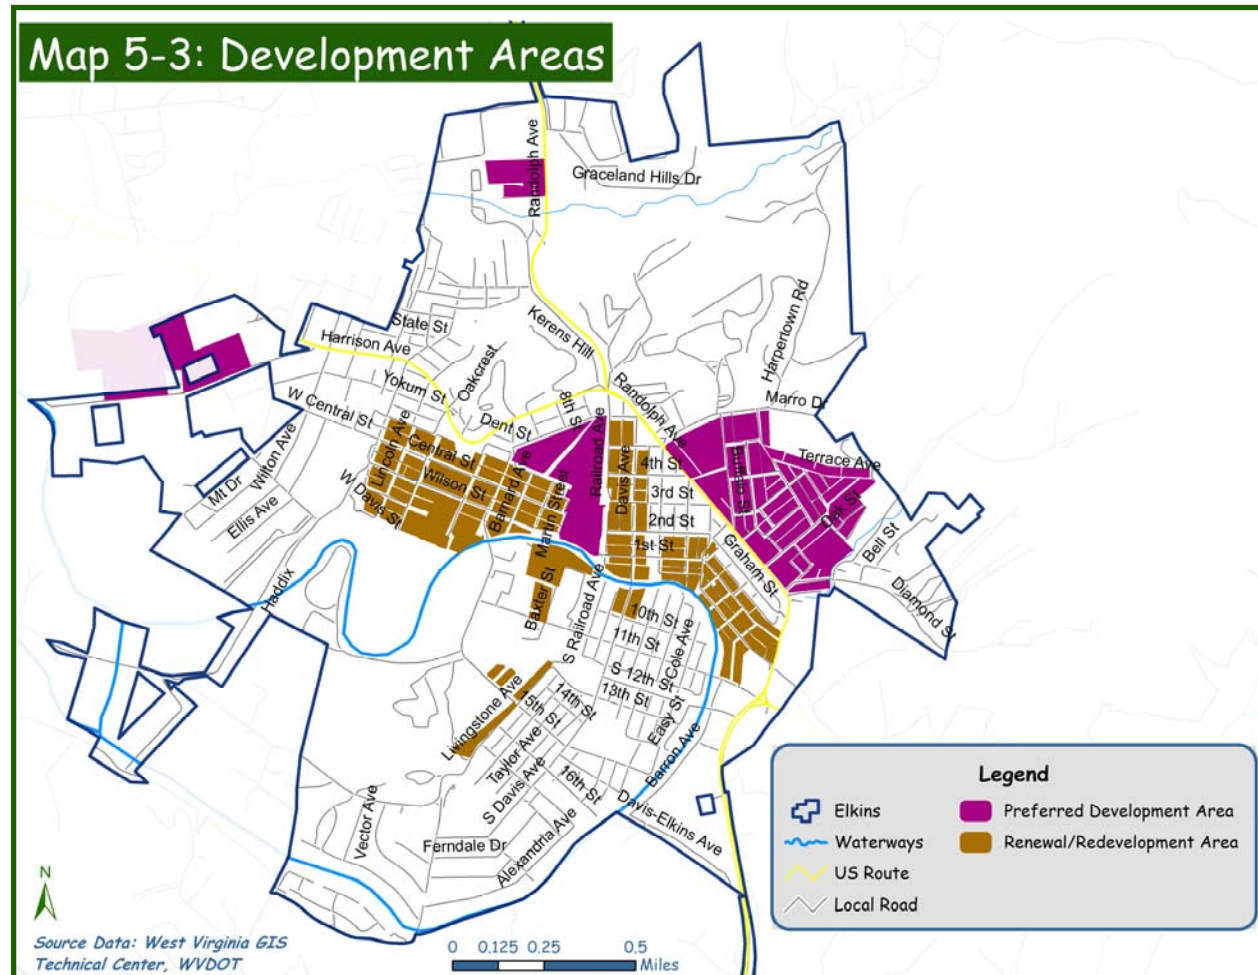 Map 5-3: Development Areas
Randolph Ave
Graceland Hills Dr
Harpertown Rd
State St
Harrison Ave
Kerens Hill
Oakcrest
Yokum St
Randolph Ave
Marro Dr
W Central St
8th St
Dent St
Lincoln Ave
Central St
Railroad Ave
Davis Ave
4th St
Buffalo St
Terrace Ave
Wilton Ave
Mt Dr
Wilson St
Barnard Ave
Martin Street
3rd St
Oak St
W Davis St
Ellis Ave
2nd St
1st St
Graham St
Bell St
Haddix
Baxter St
S Railroad Ave
10th St
Diamond St
11th St
Cole Ave
S 12th St
13th St
14th St
15th St
Livingstone Ave
Easy St
Taylor Ave
Barron Ave
S Davis Ave
16th St
Davis-Elkins Ave
Vector Ave
Ferndale Dr
Alexandria Ave
Legend
Elkins
Waterways
US Route
Local Road
Preferred Development Area
Renewal/Redevelopment Area
N
Source Data: West Virginia GIS
Technical Center, WVDOT
0 0.125 0.25 0.5
Miles